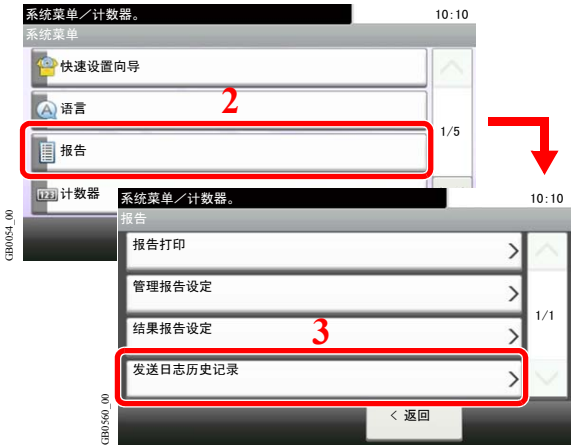 系统菜单／计数器。 10:10
系统菜单
快速设置向导
语言
2
报告
1/5
计数器
GB0054_00
系统菜单／计数器。 10:10
报告
报告打印
管理报告设定
1/1
结果报告设定
3
发送日志历史记录
< 返回
GB0560_00